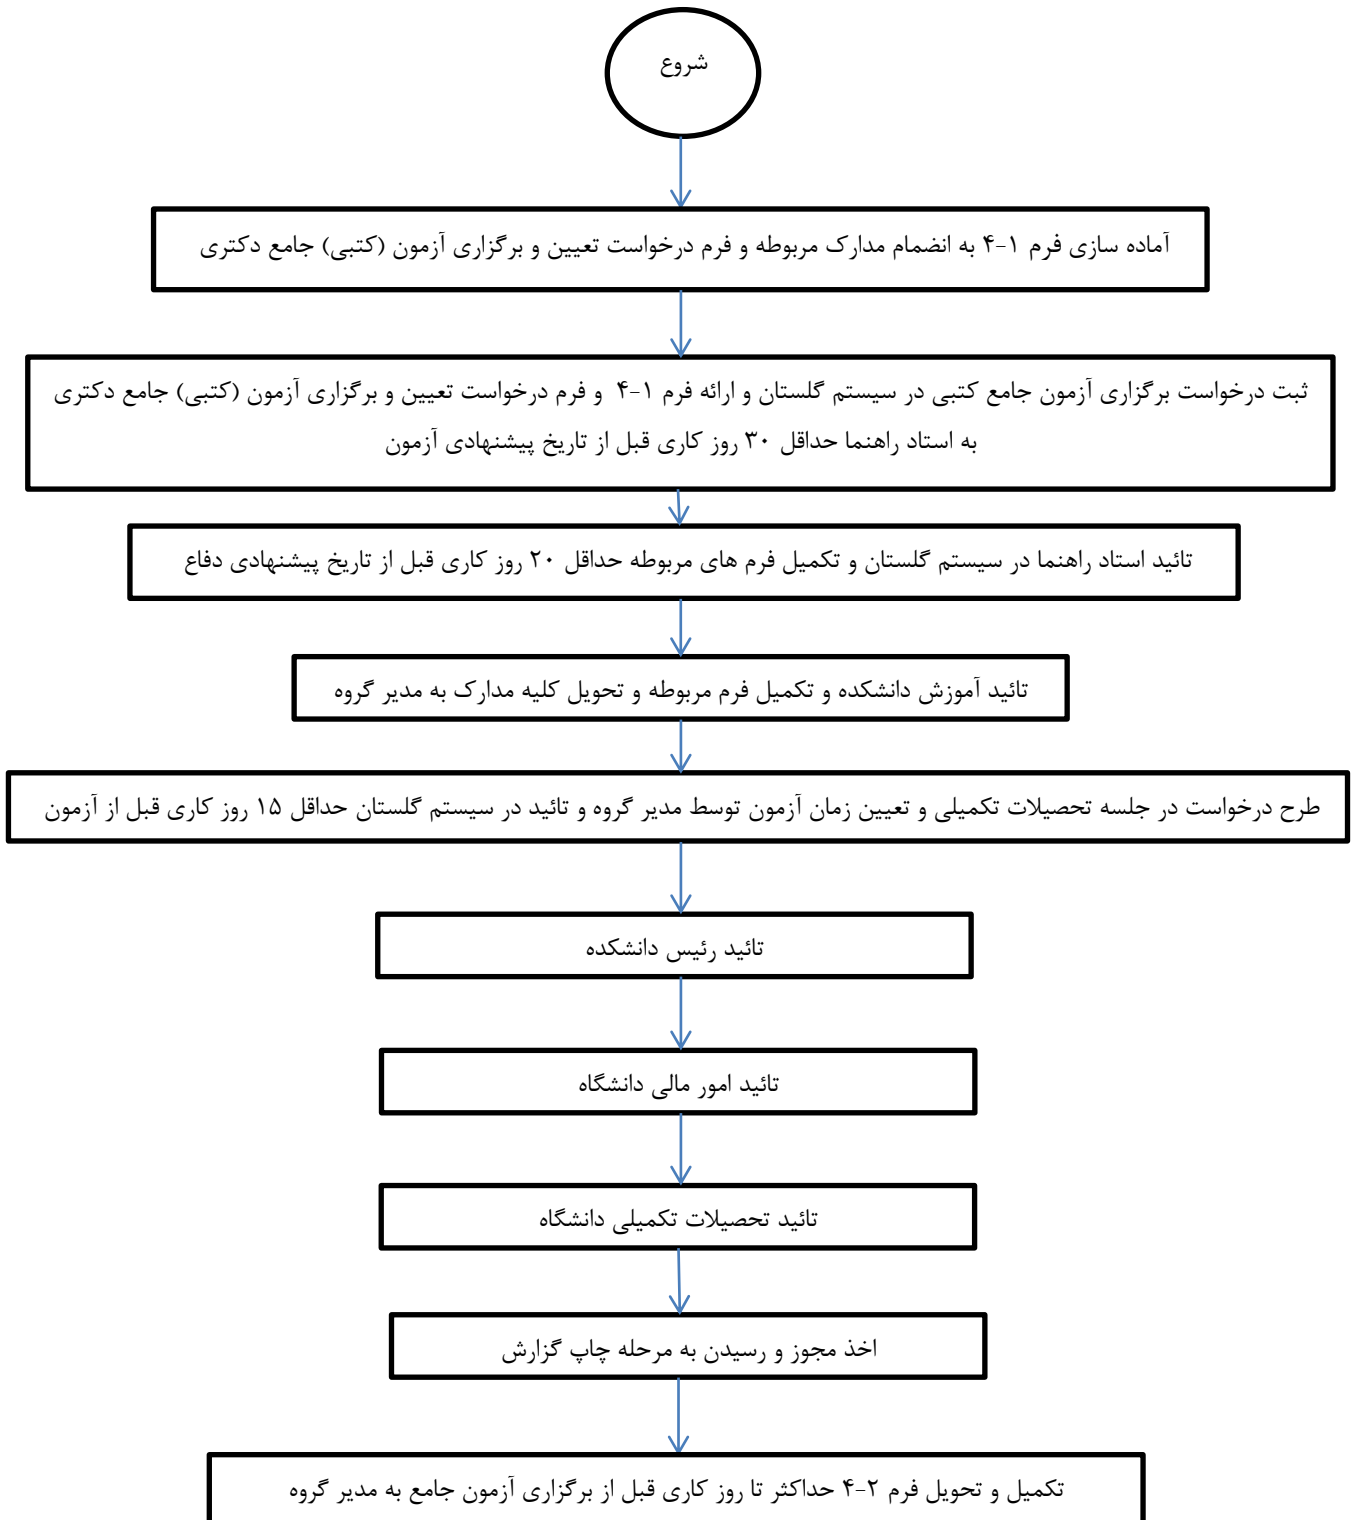 شروع
آماده سازی فرم ۱-۴ به انضمام مدارک مربوطه و فرم درخواست تعیین و برگزاری آزمون (کتبی) جامع دکتری
ثبت درخواست برگزاری آزمون جامع کتبی در سیستم گلستان و ارائه فرم ۱-۴ و فرم درخواست تعیین و برگزاری آزمون (کتبی) جامع دکتری
به استاد راهنما حداقل ۳۰ روز کاری قبل از تاریخ پیشنهادی آزمون
تائید استاد راهنما در سیستم گلستان و تکمیل فرم های مربوطه حداقل ۲۰ روز کاری قبل از تاریخ پیشنهادی دفاع
تائید آموزش دانشکده و تکمیل فرم مربوطه و تحویل کلیه مدارک به مدیر گروه
طرح درخواست در جلسه تحصیلات تکمیلی و تعیین زمان آزمون توسط مدیر گروه و تائید در سیستم گلستان حداقل ۱۵ روز کاری قبل از آزمون
تائید رئیس دانشکده
تائید امور مالی دانشگاه
تائید تحصیلات تکمیلی دانشگاه
اخذ مجوز و رسیدن به مرحله چاپ گزارش
تکمیل و تحویل فرم ۲-۴ حداکثر تا روز کاری قبل از برگزاری آزمون جامع به مدیر گروه